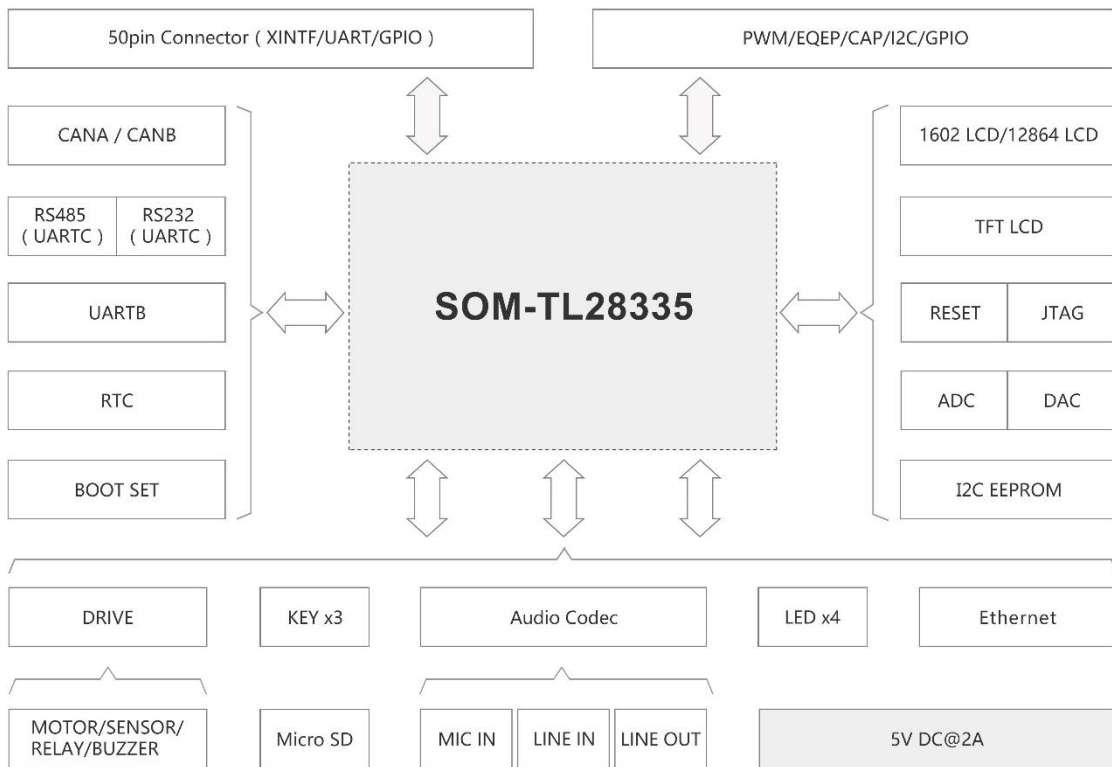 50pin Connector ( XINTF/UART/GPIO )
PWM/EQEP/CAP/I2C/GPIO
CANA / CANB
1602 LCD/12864 LCD
RS485
( UARTC )
RS232
( UARTC )
TFT LCD
SOM-TL28335
UARTB
RESET
JTAG
RTC
ADC
DAC
BOOT SET
I2C EEPROM
DRIVE
KEY x3
Audio Codec
LED x4
Ethernet
MOTOR/SENSOR/
RELAY/BUZZER
Micro SD
MIC IN
LINE IN
LINE OUT
5V DC@2A